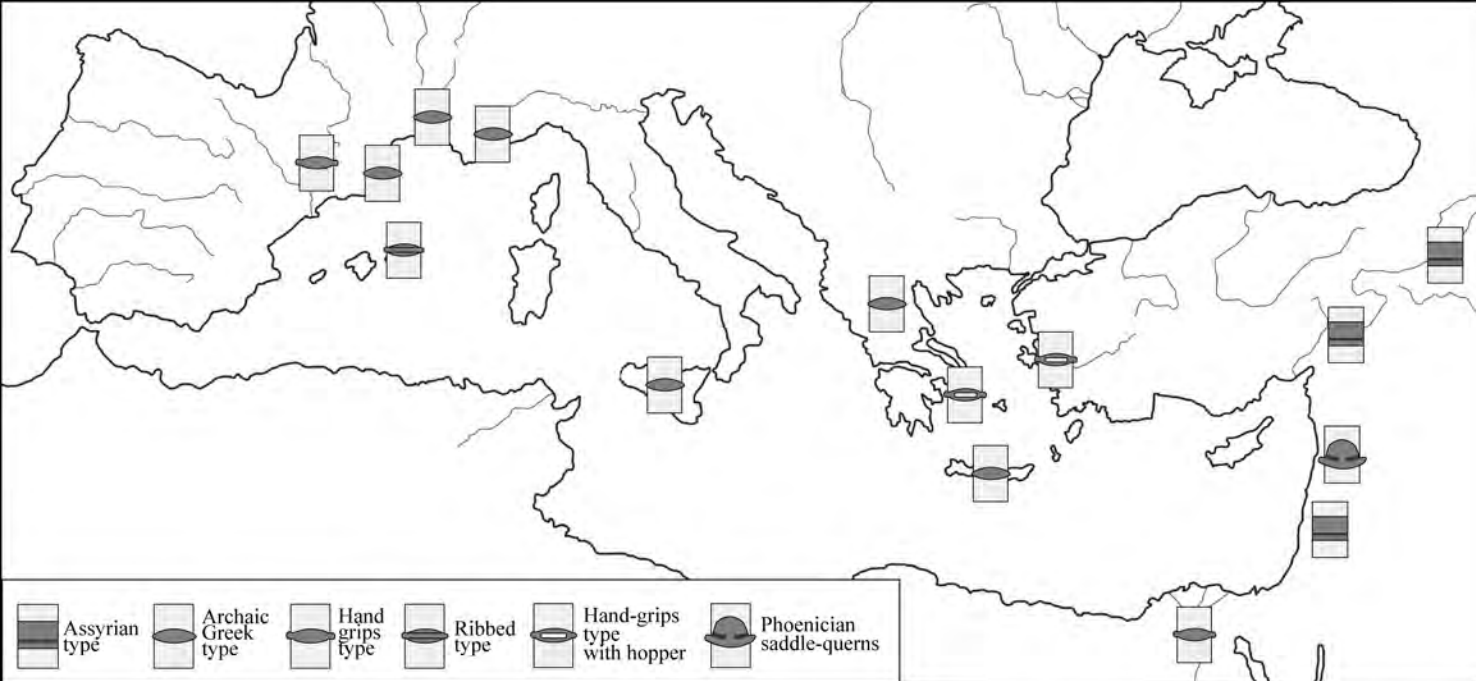 Assyrian
type
Archaic
Greek
type
Hand
grips
type
Ribbed
type
Hand-grips
type
with hopper
Phoenician
saddle-querns